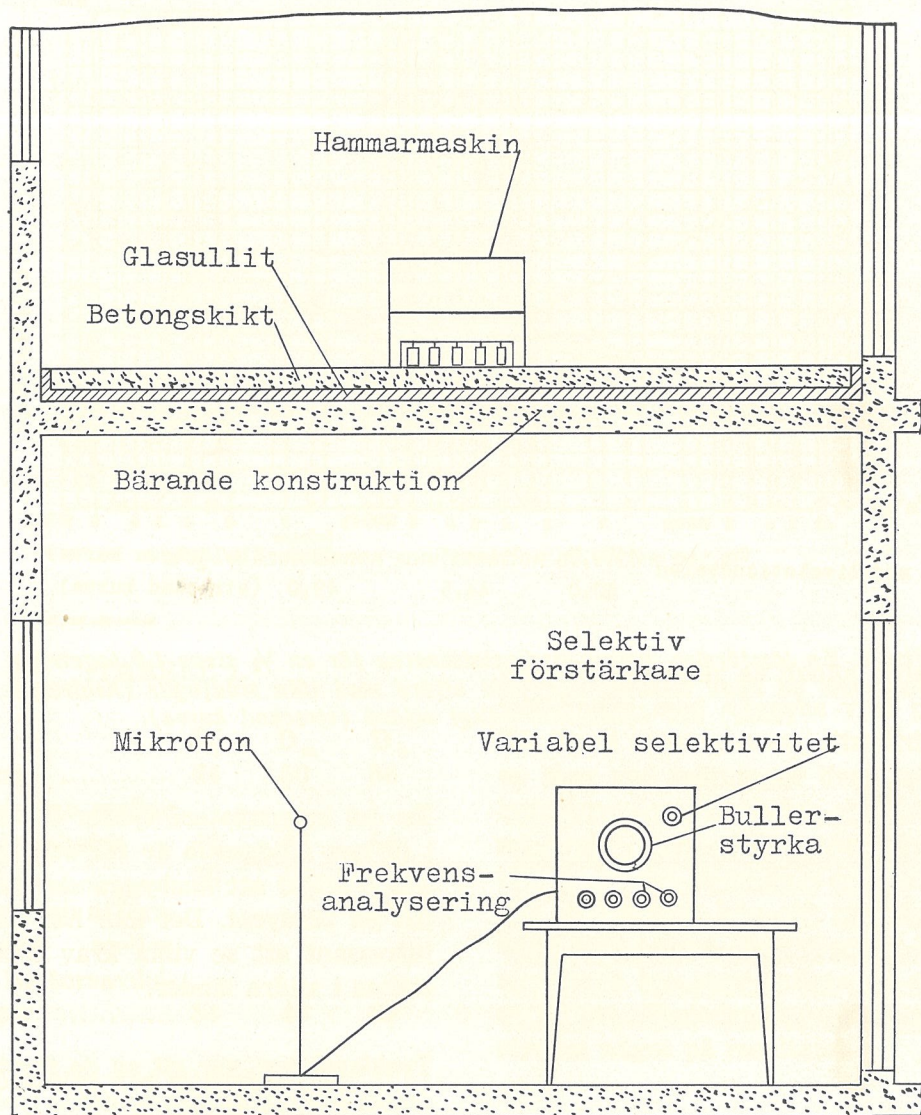 Hammarmaskin
Glasullit
Betongskikt
Bärande konstruktion
Selektiv
förstärkare
Mikrofon
Variabel selektivitet
Buller-
styrka
Frekvens-
analysering